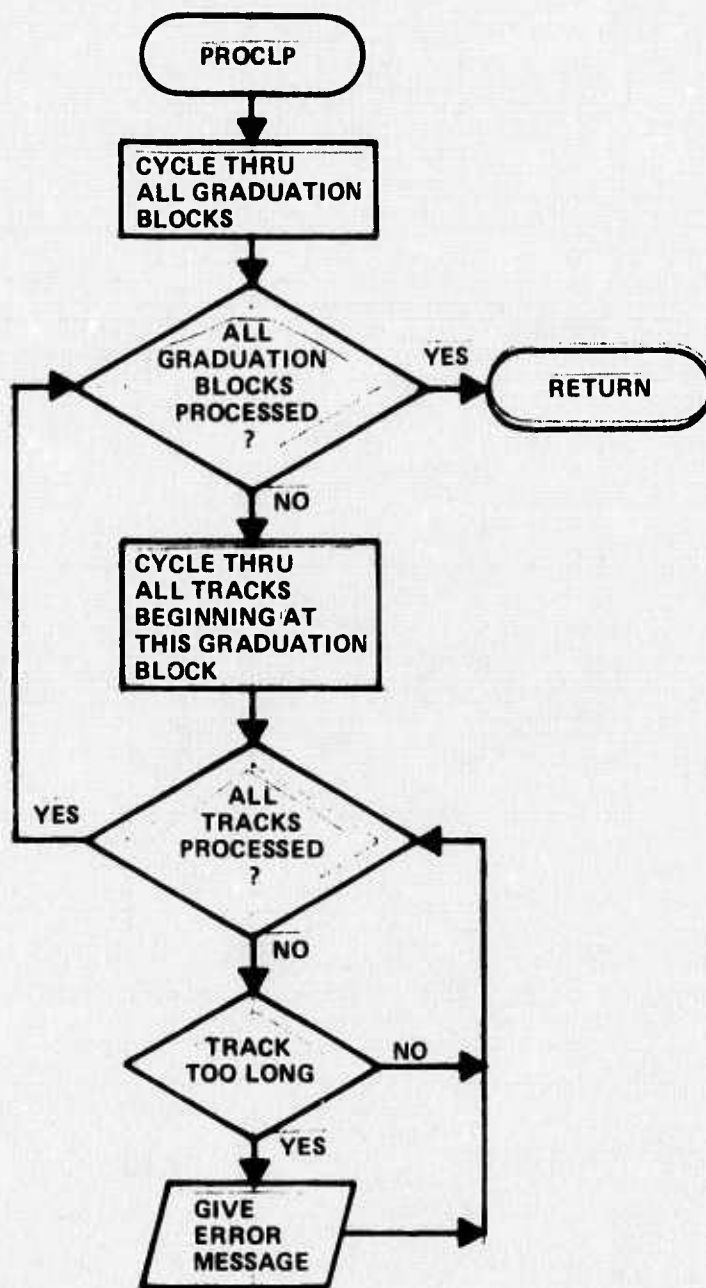 PROCLP
CYCLE THRU
ALL GRADUATION
BLOCKS
ALL
GRADUATION
BLOCKS
PROCESSED
?
YES
RETURN
NO
CYCLE THRU
ALL TRACKS
BEGINNING AT
THIS GRADUATION
BLOCK
ALL
TRACKS
PROCESSED
?
YES
NO
TRACK
TOO LONG
NO
YES
GIVE
ERROR
MESSAGE